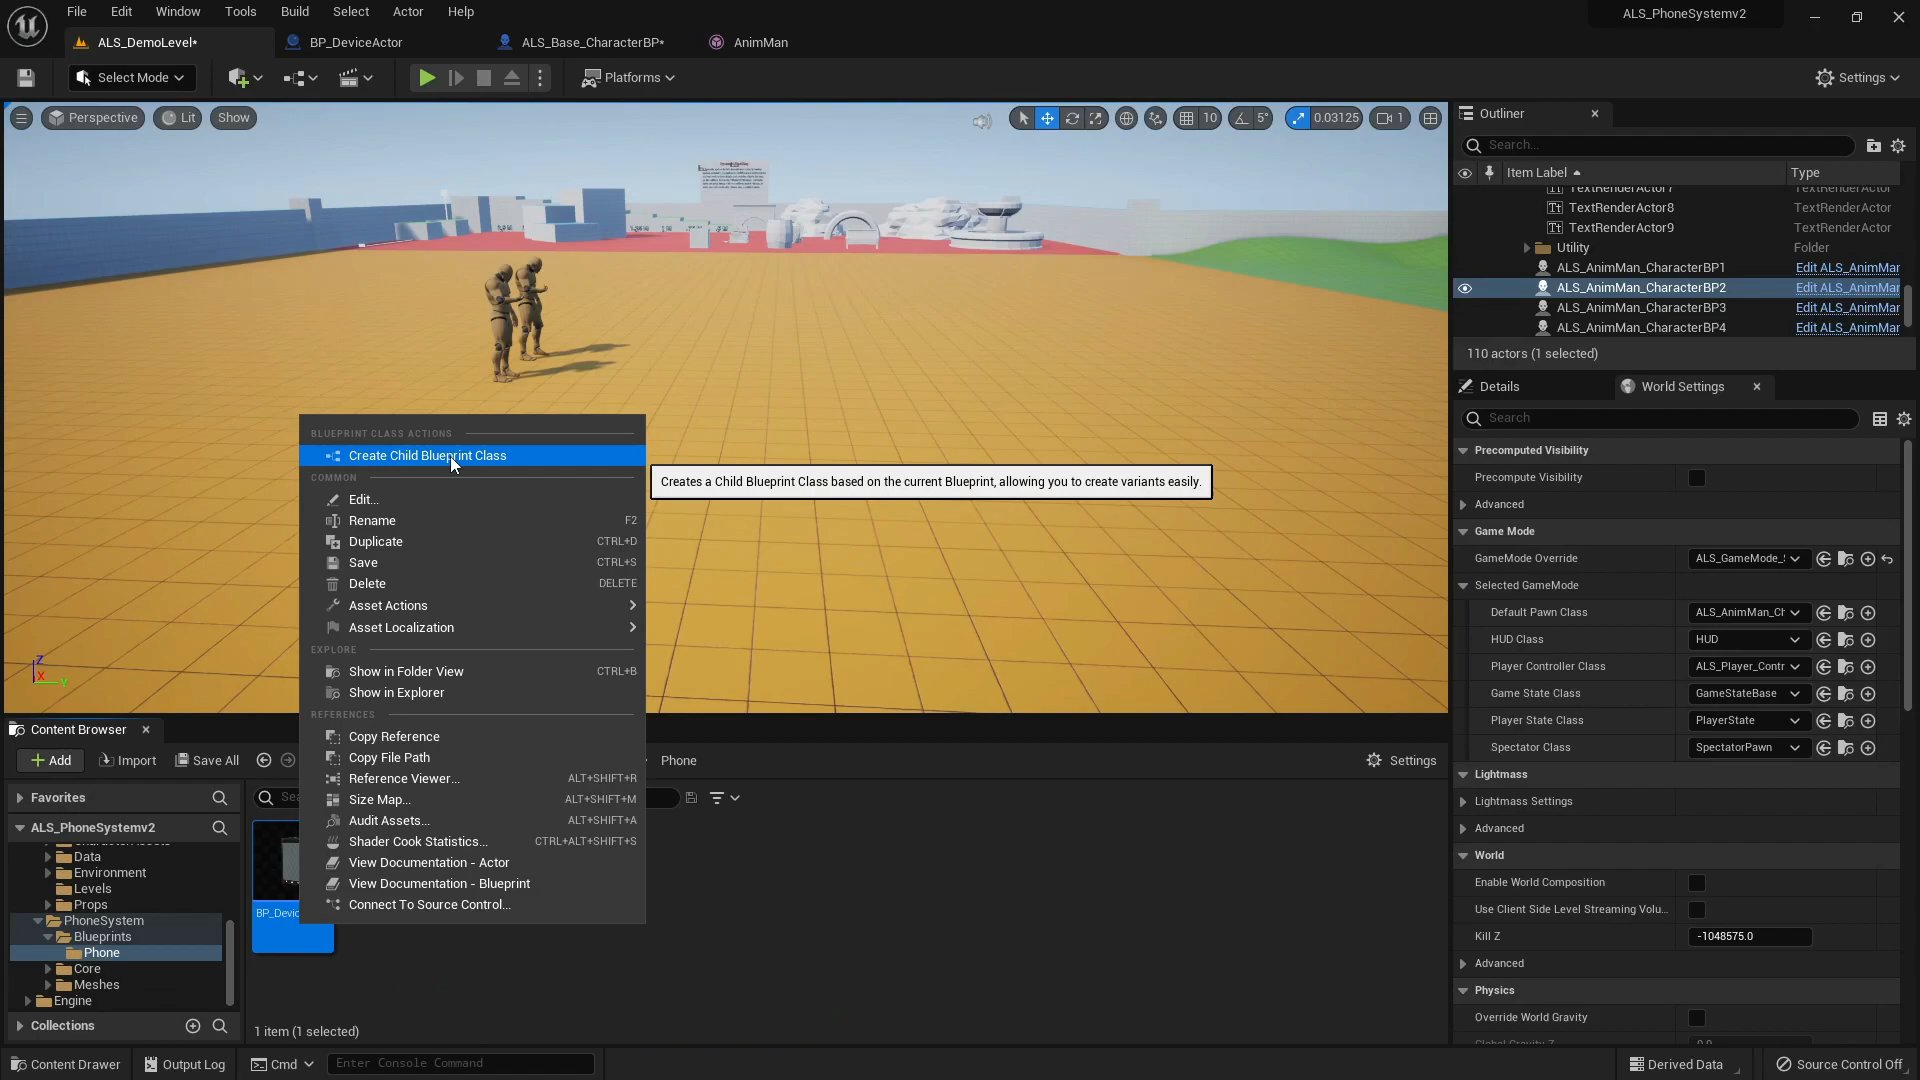 File Edit Window Tools Build Select Actor Help
ALS_PhoneSystemv2
ALS_DemoLevel*
BP_DeviceActor
ALS_Base_CharacterBP*
AnimMan
Select Mode
Platforms
Settings
Perspective
Lit
Show
10
5°
0.03125
1
Outliner
Search...
Item Label
Type
TextRenderActor7 TextRenderActor
TextRenderActor8 TextRenderActor
TextRenderActor9 TextRenderActor
Utility Folder
ALS_AnimMan_CharacterBP1 Edit ALS_AnimMar
ALS_AnimMan_CharacterBP2 Edit ALS_AnimMar
ALS_AnimMan_CharacterBP3 Edit ALS_AnimMar
ALS_AnimMan_CharacterBP4 Edit ALS_AnimMar
110 actors (1 selected)
Details
World Settings
Search
Precomputed Visibility
Precompute Visibility
Advanced
Game Mode
GameMode Override ALS_GameMode_
Selected GameMode
Default Pawn Class ALS_AnimMan_Ch
HUD Class HUD
Player Controller Class ALS_Player_Contr
Game State Class GameStateBase
Player State Class PlayerState
Spectator Class SpectatorPawn
Lightmass
Lightmass Settings
Advanced
World
Enable World Composition
Use Client Side Level Streaming Volu...
Kill Z -1048575.0
Advanced
Physics
Override World Gravity
Global Gravity Z 0.0
BLUEPRINT CLASS ACTIONS
Create Child Blueprint Class
Creates a Child Blueprint Class based on the current Blueprint, allowing you to create variants easily.
COMMON
Edit...
Rename F2
Duplicate CTRL+D
Save CTRL+S
Delete DELETE
Asset Actions
Asset Localization
EXPLORE
Show in Folder View CTRL+B
Show in Explorer
REFERENCES
Copy Reference
Copy File Path
Reference Viewer... ALT+SHIFT+R
Size Map... ALT+SHIFT+M
Audit Assets... ALT+SHIFT+A
Shader Cook Statistics... CTRL+ALT+SHIFT+S
View Documentation - Actor
View Documentation - Blueprint
Connect To Source Control...
Z
X
Y
Content Browser
Add
Import
Save All
Phone
Settings
Favorites
Sea
ALS_PhoneSystemv2
CharacterAssets
Data
Environment
Levels
Props
PhoneSystem
Blueprints
Phone
Core
Meshes
Engine
Collections
BP_Devic
1 item (1 selected)
Content Drawer
Output Log
Cmd
Enter Console Command
Derived Data
Source Control Off